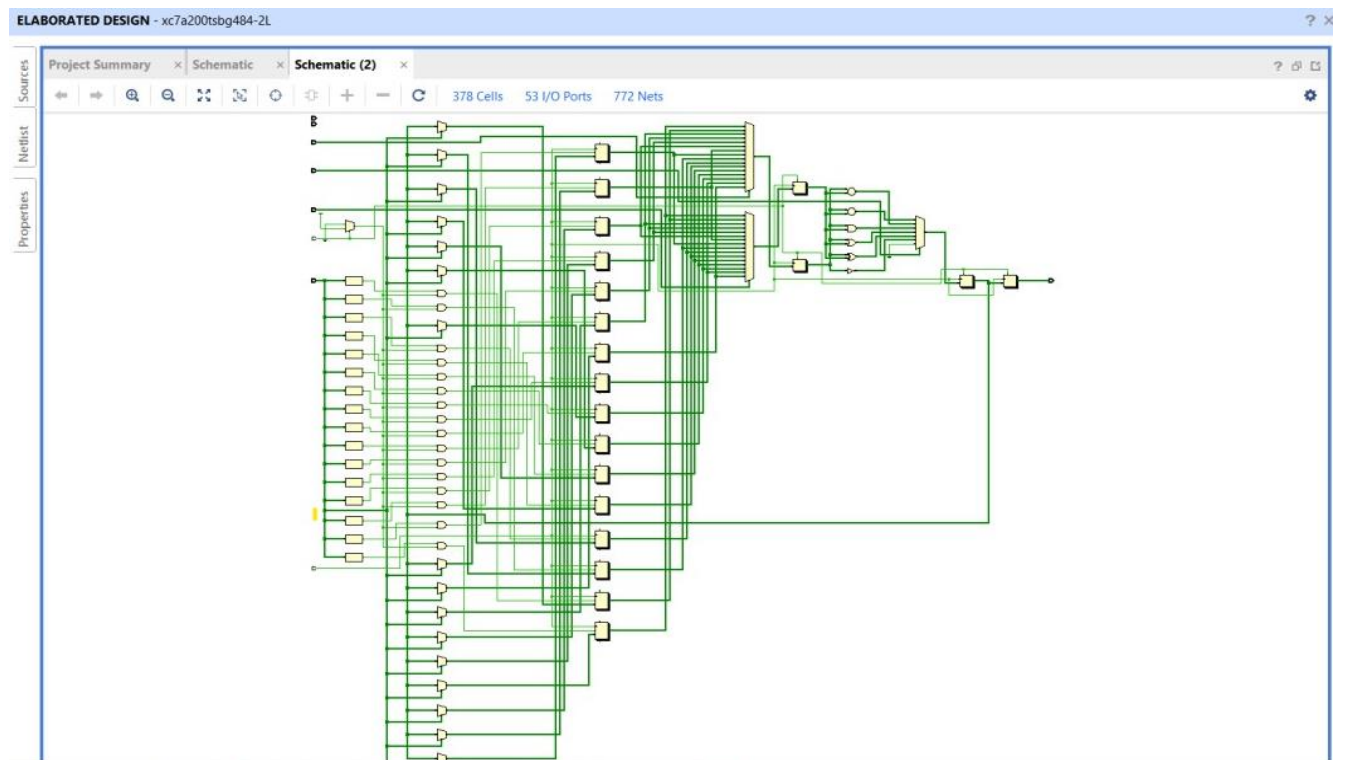 ELABORATED DESIGN - xc7a200tsbg484-2L
? ×
Sources
Netlist
Properties
Project Summary × Schematic × Schematic (2) ×
?
378 Cells 53 I/O Ports 772 Nets